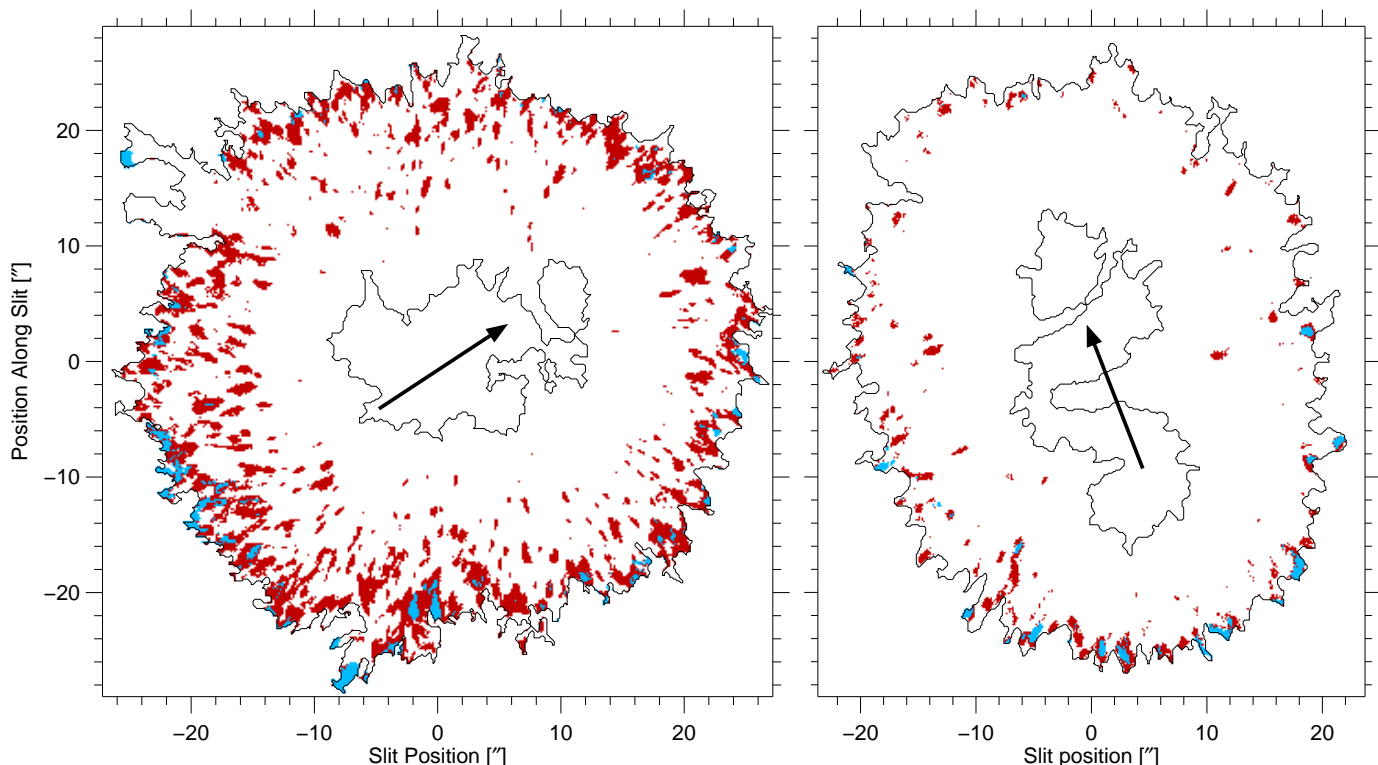 20
10
0
−10
−20
Position Along Slit [″]
−20 −10 0 10 20
Slit Position [″]
−20 −10 0 10 20
Slit position [″]